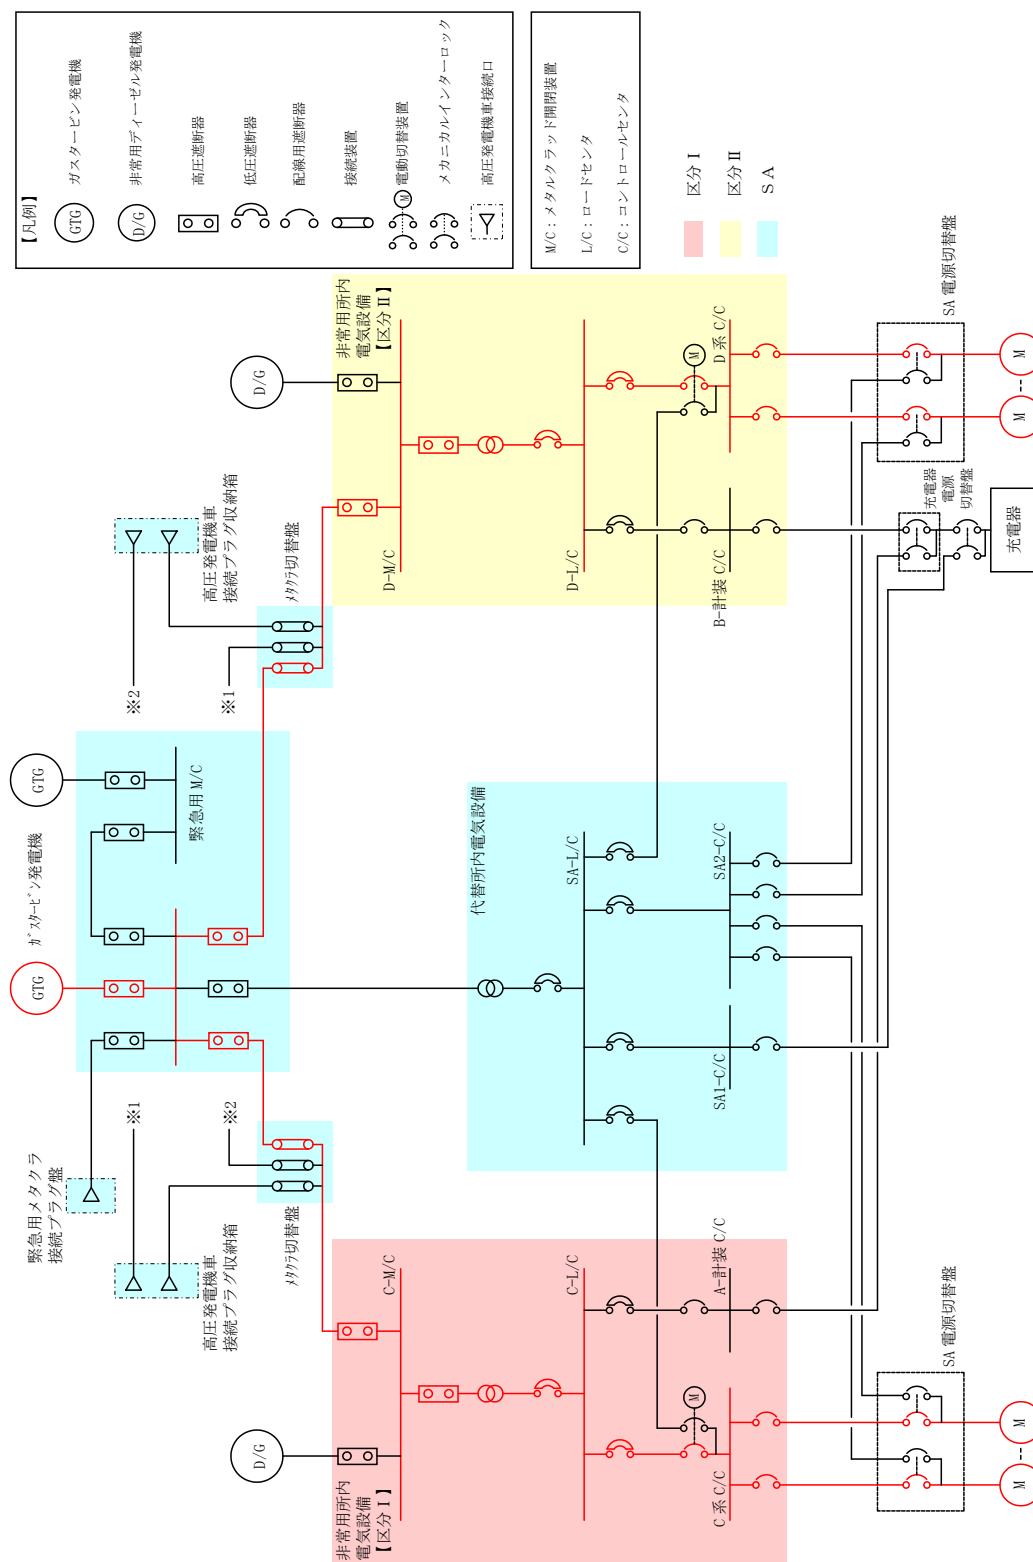 【凡例】
GTG
ガスタービン発電機
D/G
非常用ディーゼル発電機
高圧遮断器
低圧遮断器
配線用遮断器
接続装置
M
電動切替装置
メカニカルインターロック
高圧発電機車接続口
M/C：メタルクラッド開閉装置
L/C：ロードセンタ
C/C：コントロールセンタ
区分Ⅰ
区分Ⅱ
ＳＡ
緊急用メタクラ
接続プラグ盤
ｶﾞｽﾀｰﾋﾞﾝ発電機
GTG
GTG
緊急用 M/C
※1
※2
高圧発電機車
接続プラグ収納箱
ﾒﾀｸﾗ切替盤
※2
※1
高圧発電機車
接続プラグ収納箱
ﾒﾀｸﾗ切替盤
D/G
D/G
非常用所内
電気設備
【区分Ⅰ】
C-M/C
C-L/C
M
C 系 C/C
A-計装 C/C
代替所内電気設備
SA-L/C
SA1-C/C
SA2-C/C
非常用所内
電気設備
【区分Ⅱ】
D-M/C
D-L/C
M
B-計装 C/C
D 系 C/C
SA 電源切替盤
SA 電源切替盤
充電器
電源
切替盤
充電器
M
M
M
M